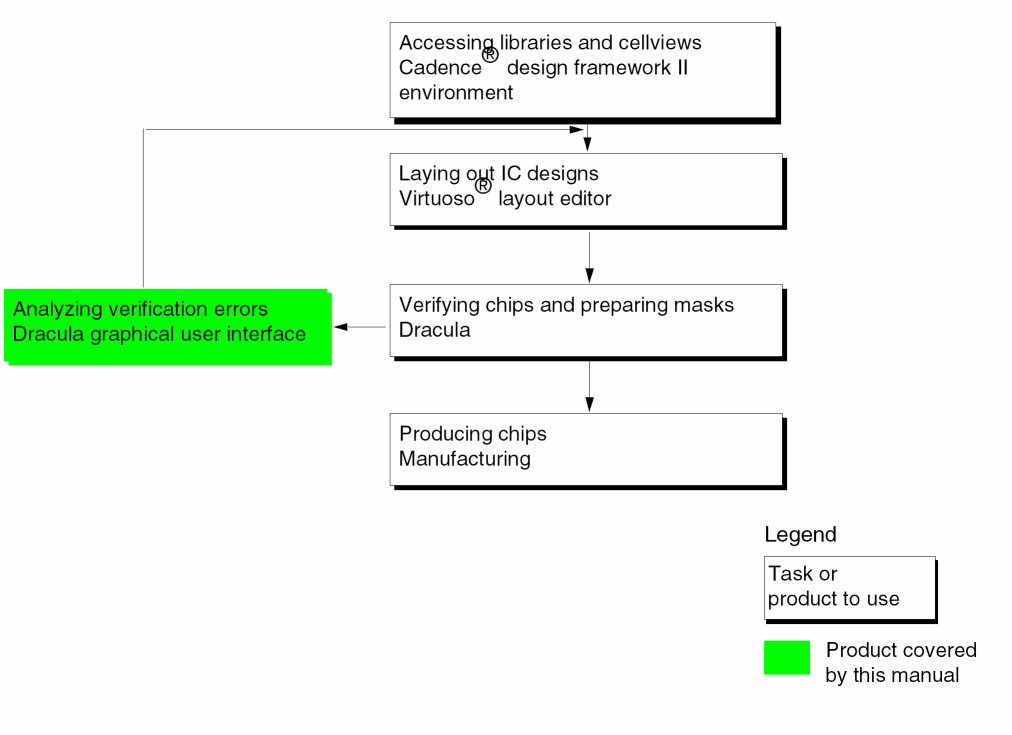 Accessing libraries and cellviews
Cadence® design framework II
environment
Laying out IC designs
Virtuoso® layout editor
Analyzing verification errors
Dracula graphical user interface
Verifying chips and preparing masks
Dracula
Producing chips
Manufacturing
Legend
Task or
product to use
Product covered
by this manual